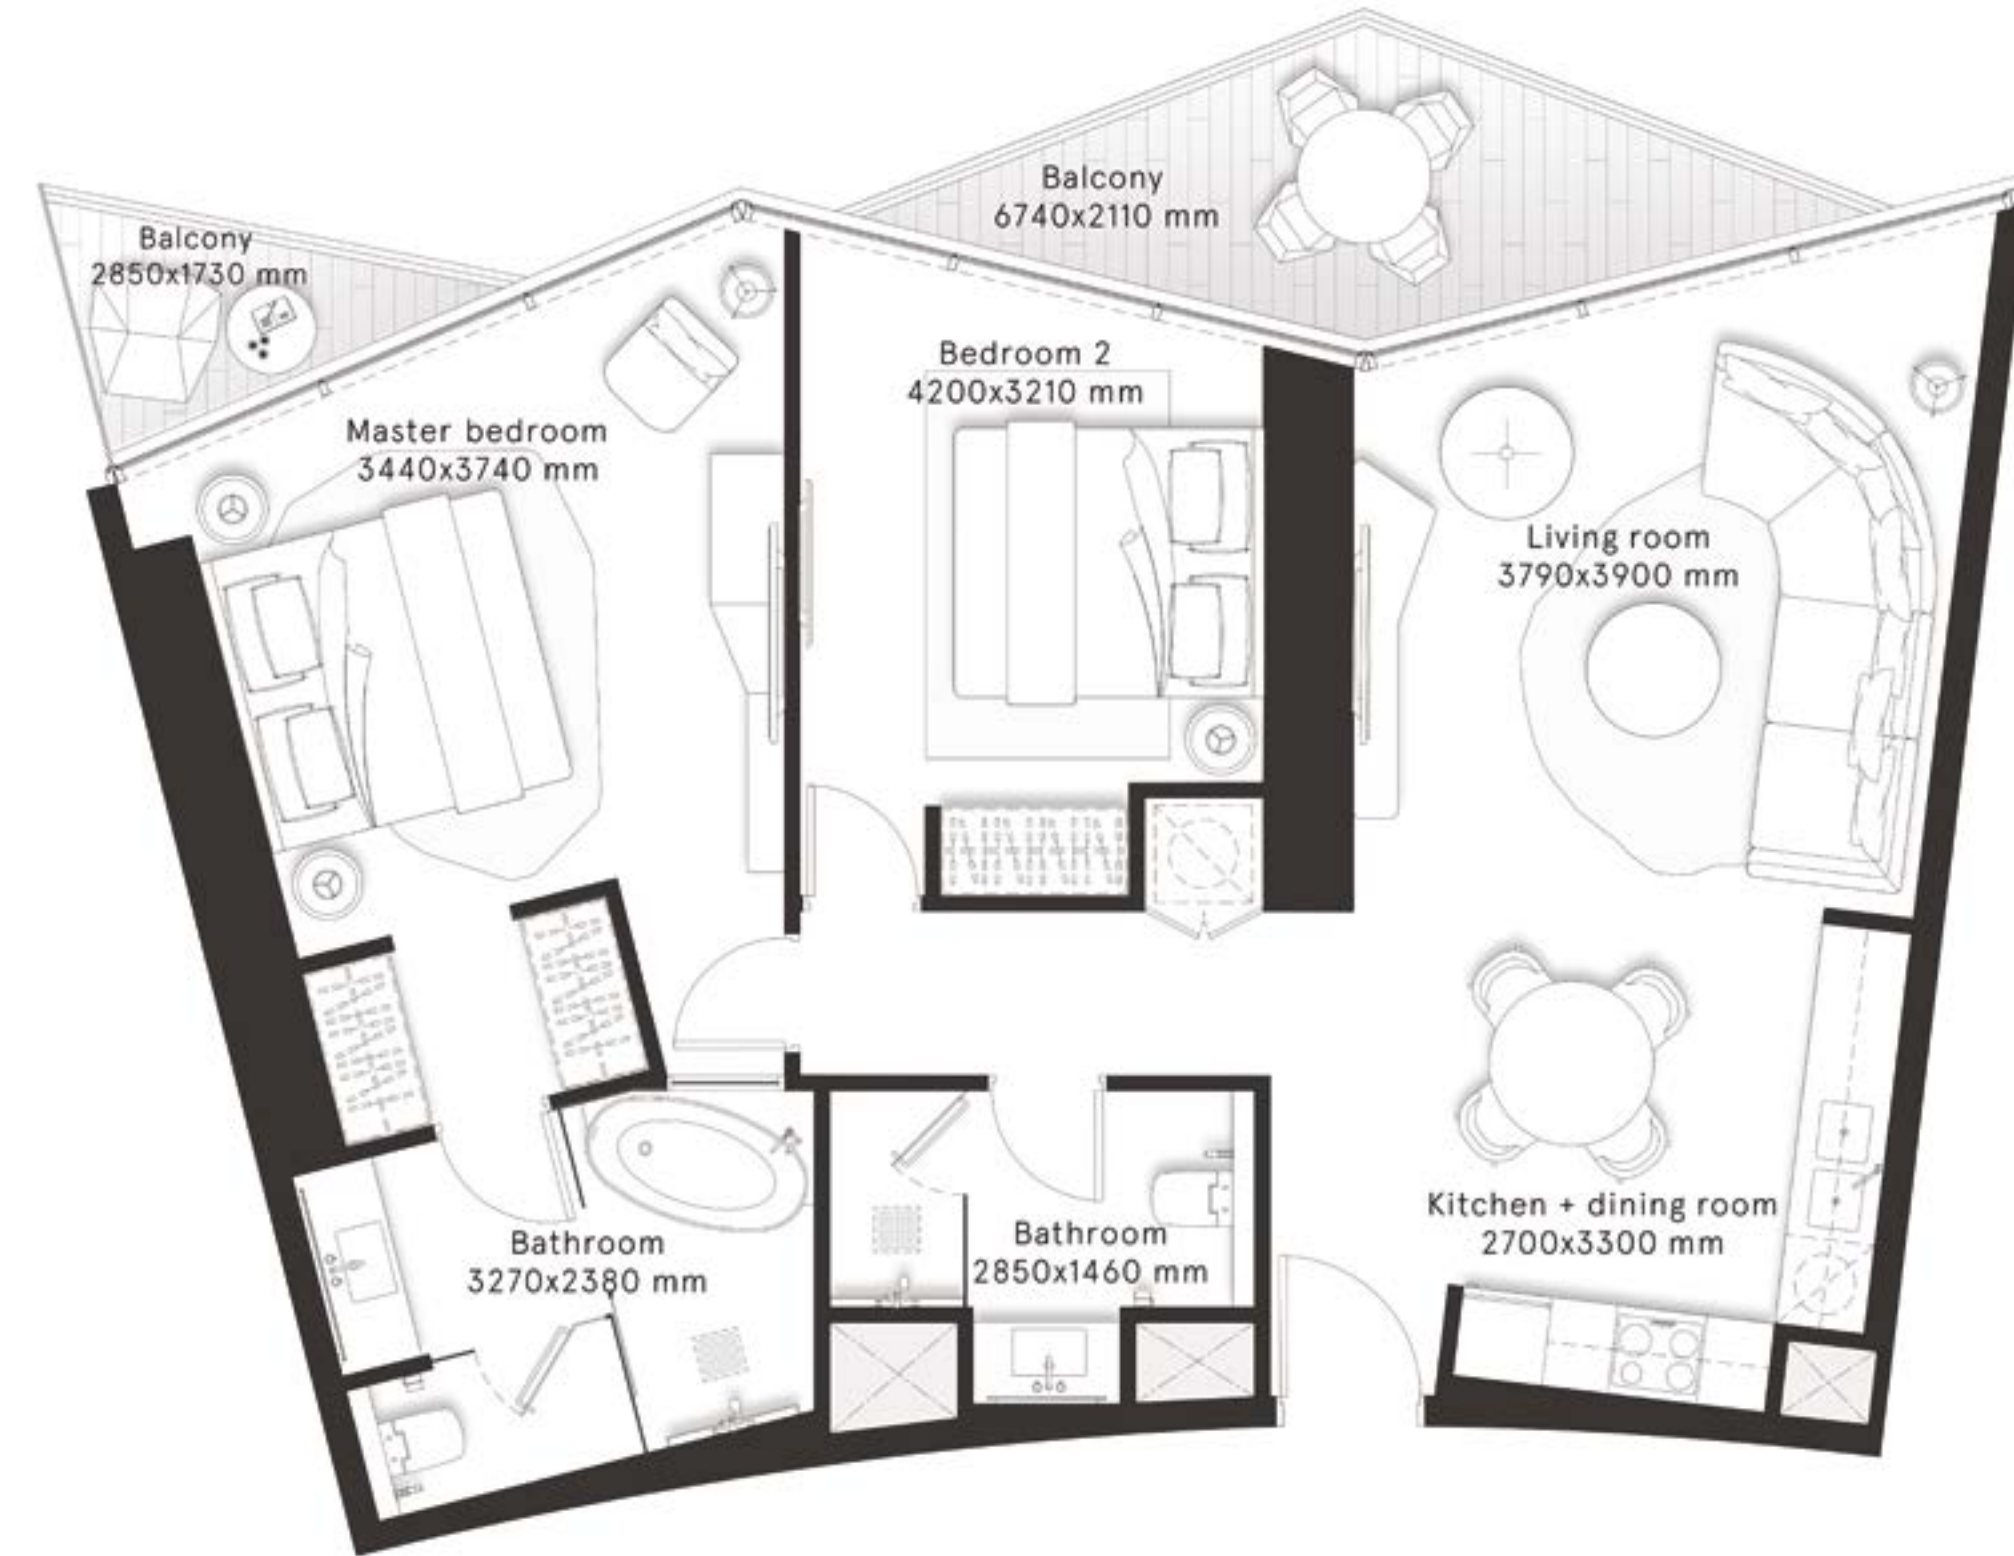 Balcony
6740x2110 mm
Balcony
2850x1730 mm
Bedroom 2
4200x3210 mm
Master bedroom
3440x3740 mm
Living room
3790x3900 mm
Kitchen + dining room
2700x3300 mm
Bathroom
3270x2380 mm
Bathroom
2850x1460 mm